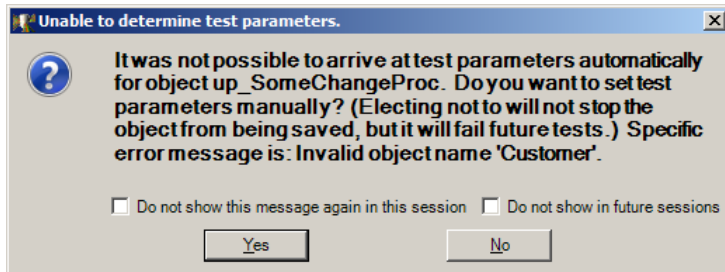 Unable to determine test parameters.
It was not possible to arrive at test parameters automatically
for object up_SomeChangeProc. Do you want to set test
parameters manually? (Electing not to will not stop the
object from being saved, but it will fail future tests.) Specific
error message is: Invalid object name 'Customer'.
Do not show this message again in this session Do not show in future sessions
Yes No